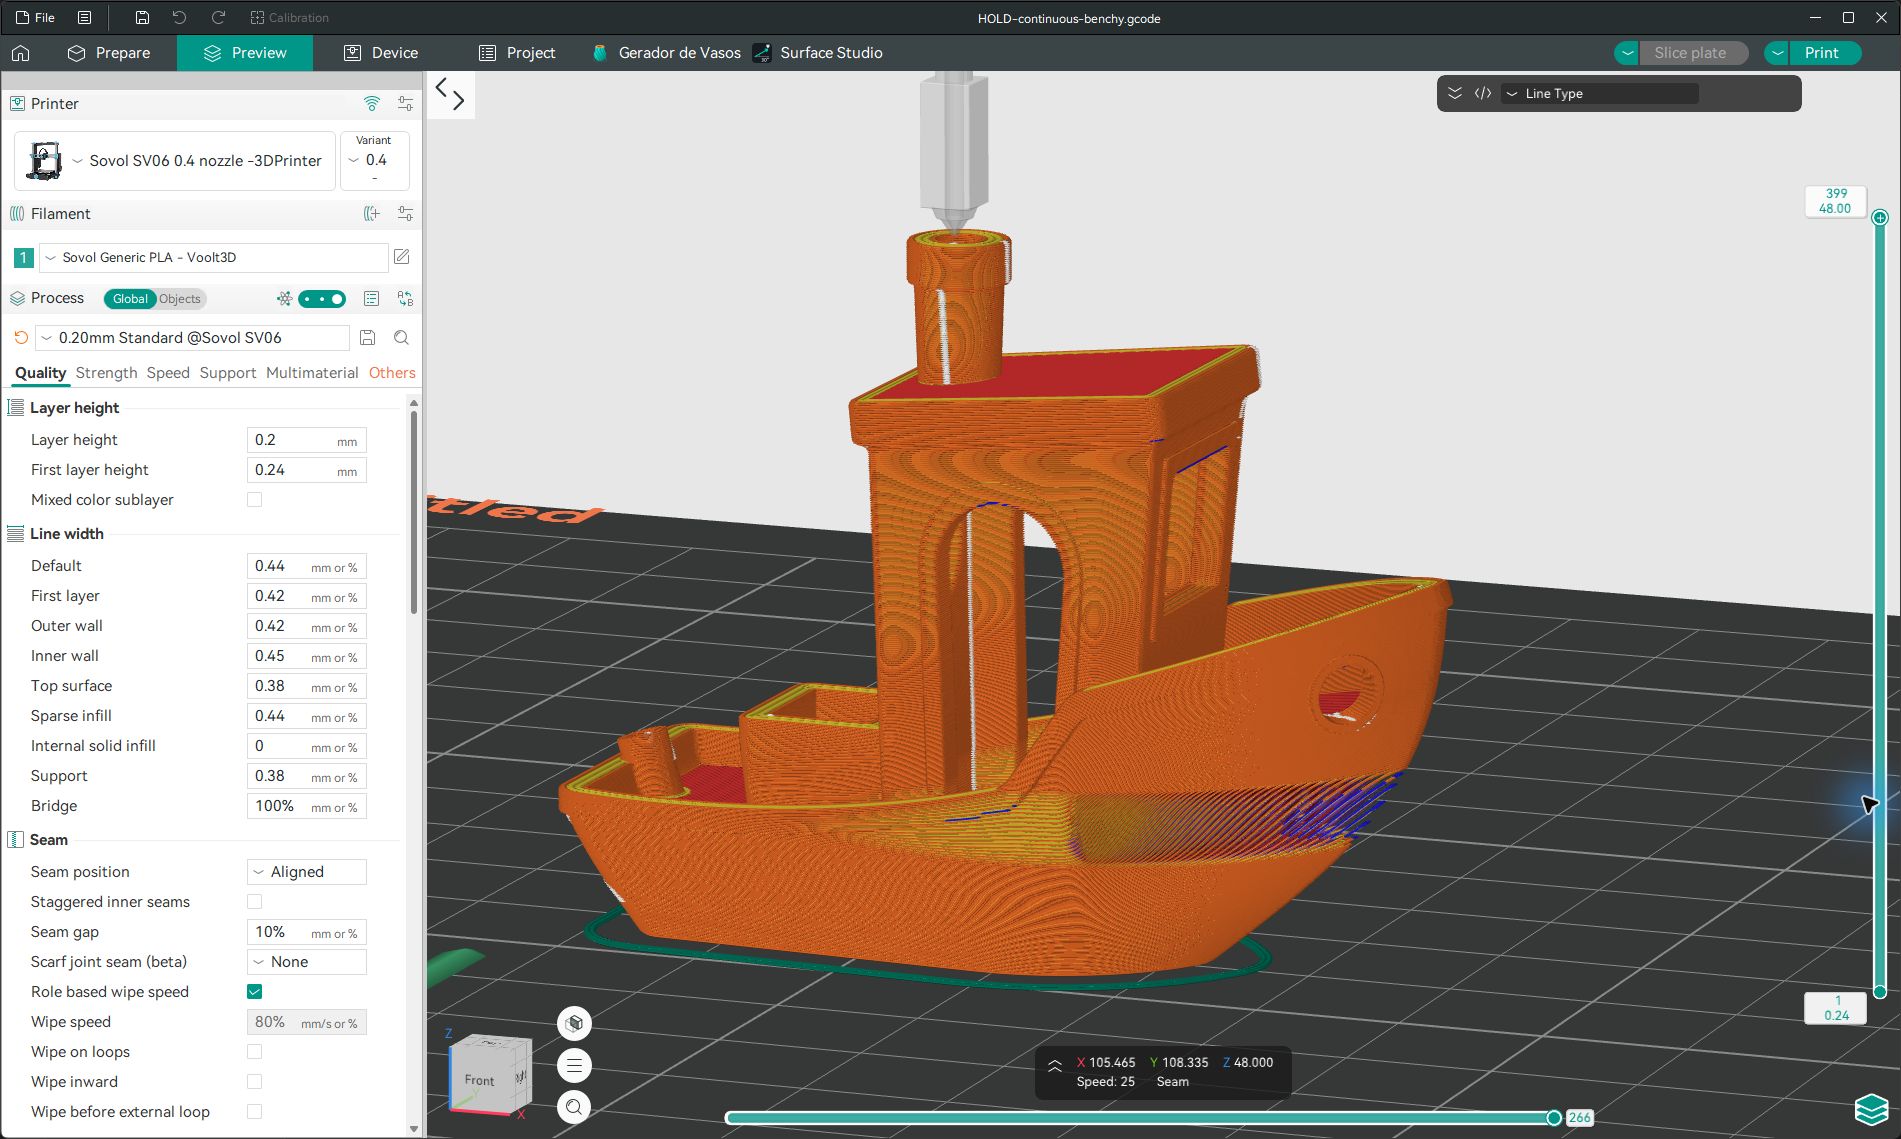 File
Calibration
HOLD-continuous-benchy.gcode
Prepare
Preview
Device
Project
Gerador de Vasos
Surface Studio
Slice plate
Print
Printer
Sovol SV06 0.4 nozzle -3DPrinter
Variant
0.4
-
Filament
1
Sovol Generic PLA - Voolt3D
Process
Global
Objects
0.20mm Standard @Sovol SV06
Quality
Strength
Speed
Support
Multimaterial
Others
Layer height
Layer height 0.2 mm
First layer height 0.24 mm
Mixed color sublayer
Line width
Default 0.44 mm or %
First layer 0.42 mm or %
Outer wall 0.42 mm or %
Inner wall 0.45 mm or %
Top surface 0.38 mm or %
Sparse infill 0.44 mm or %
Internal solid infill 0 mm or %
Support 0.38 mm or %
Bridge 100% mm or %
Seam
Seam position Aligned
Staggered inner seams
Seam gap 10% mm or %
Scarf joint seam (beta) None
Role based wipe speed
Wipe speed 80% mm/s or %
Wipe on loops
Wipe inward
Wipe before external loop
Line Type
399
48.00
tled
1
0.24
Z
Front
X
X 105.465 Y 108.335 Z 48.000
Speed: 25 Seam
266